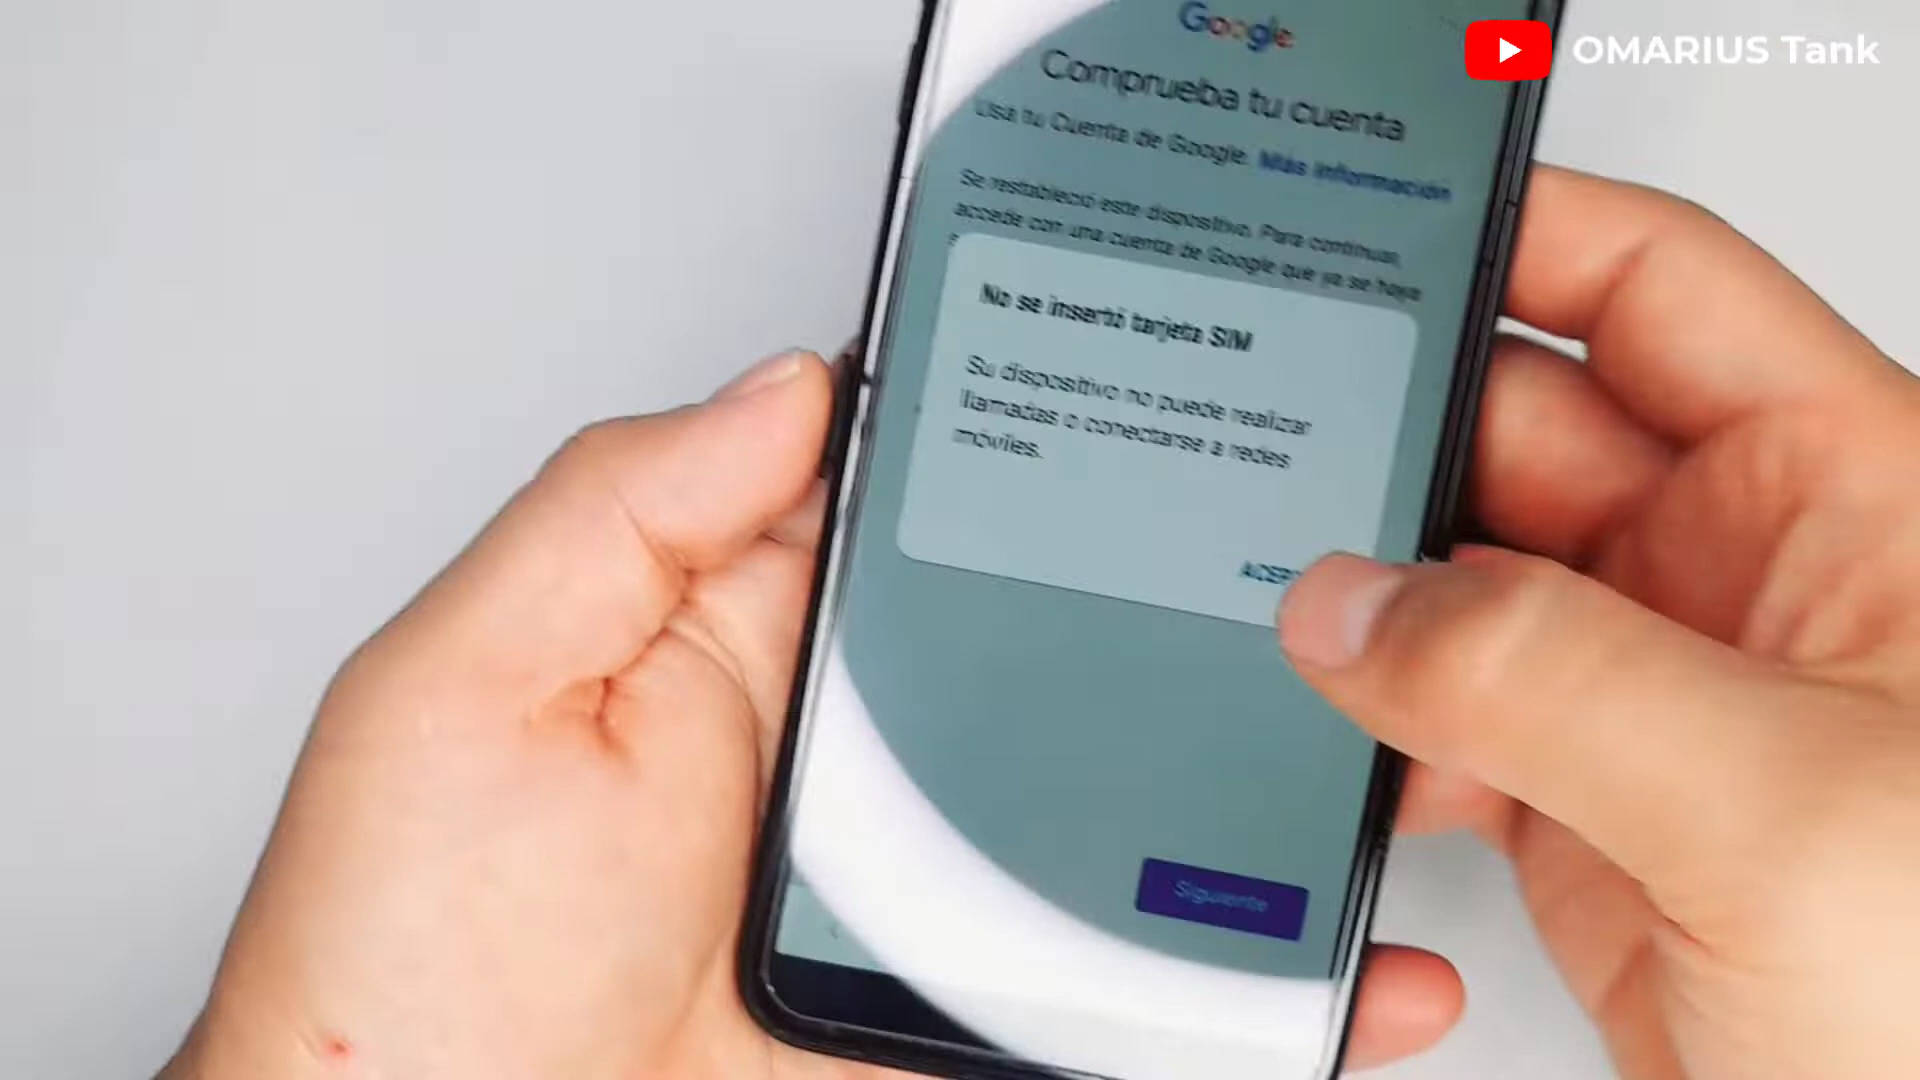 OMARIUS Tank
Google
Comprueba tu cuenta
Usa tu Cuenta de Google. Más información
Se restableció este dispositivo. Para continuar,
accede con una cuenta de Google que ya se haya
No se insertó tarjeta SIM
Su dispositivo no puede realizar
llamadas o conectarse a redes
móviles.
Siguiente